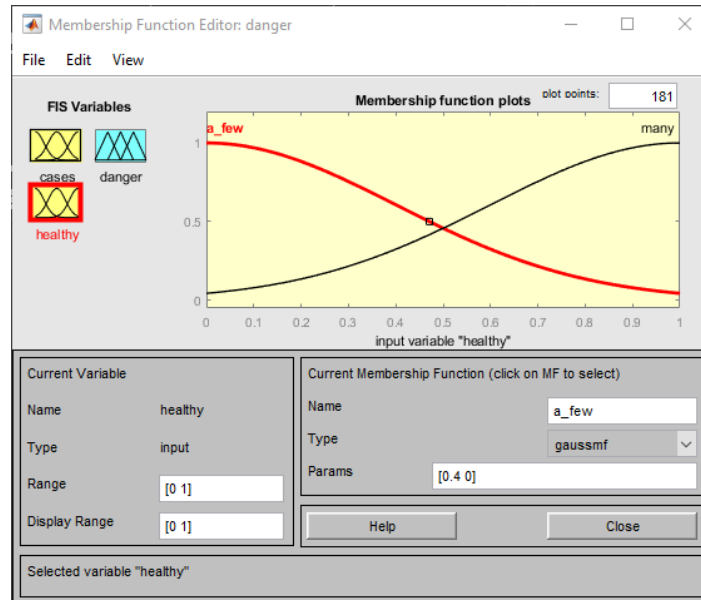 Membership Function Editor: danger
File Edit View
FIS Variables
cases danger
healthy
Membership function plots
plot points: 181
a_few many
1
0.5
0
0 0.1 0.2 0.3 0.4 0.5 0.6 0.7 0.8 0.9 1
input variable "healthy"
Current Variable
Name healthy
Type input
Range [0 1]
Display Range [0 1]
Current Membership Function (click on MF to select)
Name a_few
Type gaussmf
Params [0.4 0]
Help Close
Selected variable "healthy"